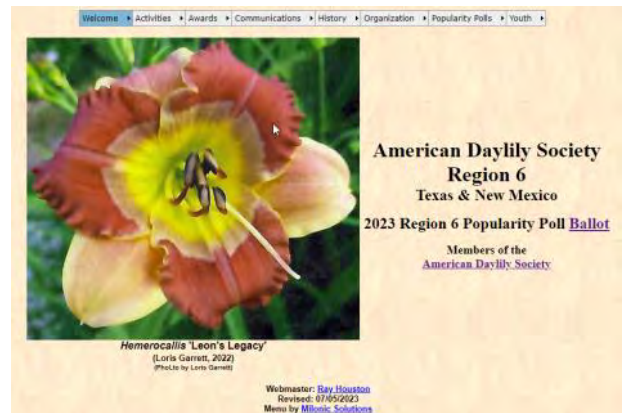 Welcome Activities Awards Communications History Organization Popularity Polls Youth
American Daylily Society
Region 6
Texas & New Mexico
2023 Region 6 Popularity Poll Ballot
Members of the
American Daylily Society
Hemerocallis 'Leon's Legacy'
(Loris Garrett, 2022)
(PhoLto by Loris Garrett)
Webmaster: Ray Houston
Revised: 07/05/2023
Menu by Milonic Solutions